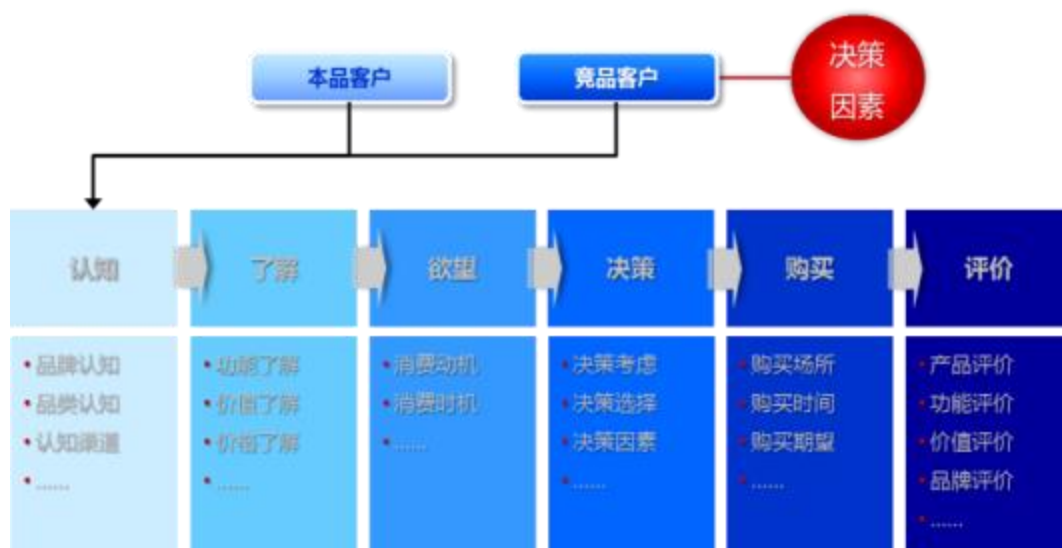 本品客户
竞品客户
决策
因素
认知
了解
欲望
决策
购买
评价
•品牌认知
•品类认知
•认知渠道
•......
•功能了解
•价值了解
•价格了解
•......
•消费动机
•消费时机
•......
•决策考虑
•决策选择
•决策因素
•......
•购买场所
•购买时间
•购买期望
•......
•产品评价
•功能评价
•价值评价
•品牌评价
•......